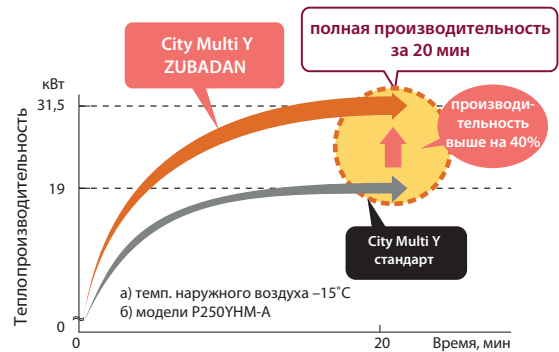 полная производительность
за 20 мин
City Multi Y
ZUBADAN
кВт
31,5
производи-
тельность
выше на 40%
Теплопроизводительность
19
City Multi Y
стандарт
а) темп. наружного воздуха –15˚С
б) модели P250YHM-A
0
0
20
Время, мин